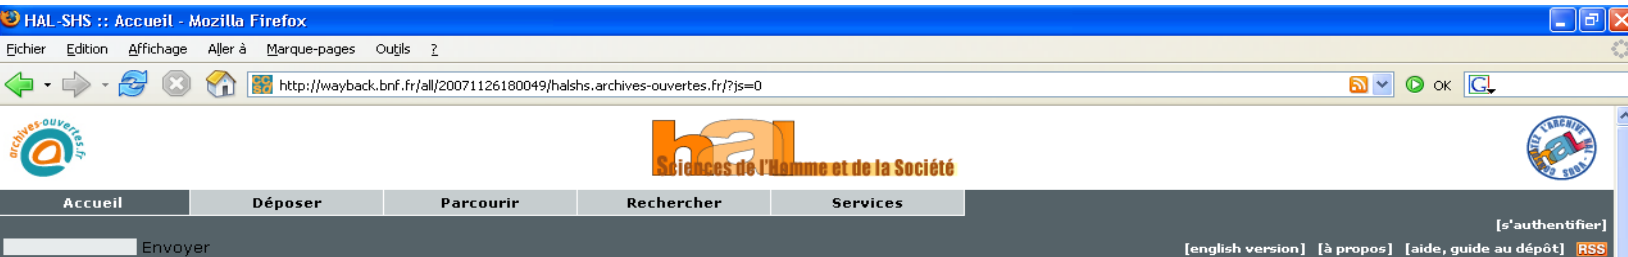 HAL-SHS :: Accueil - Mozilla Firefox
Fichier Edition Affichage Aller à Marque-pages Outils ?
http://wayback.bnf.fr/all/20071126180049/halshs.archives-ouvertes.fr/?js=0 OK G
archives-ouvertes.fr
hal
Sciences de l'Homme et de la Société
Accueil Déposer Parcourir Rechercher Services
[s'authentifier]
Envoyer [english version] [à propos] [aide, guide au dépôt] RSS